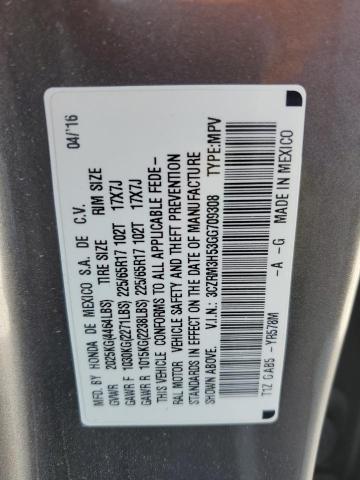 MFD BY HONDA DE MEXICO S.A. DE C.V. 04/'16
GVWR 2025KG(4464LBS) TIRE SIZE RIM SIZE
GAWR F 1030KG(2271LBS) 225/65R17 102T 17X7J
GAWR R 1015KG(2238LBS) 225/65R17 102T 17X7J
THIS VEHICLE CONFORMS TO ALL APPLICABLE FEDE-
RAL MOTOR VEHICLE SAFETY AND THEFT PREVENTION
STANDARDS IN EFFECT ON THE DATE OF MANUFACTURE
SHOWN ABOVE.
V.I.N.: 3CZRM3H53GG709308 TYPE:MPV
T1Z GAB5 -YR578M -A -G MADE IN MEXICO